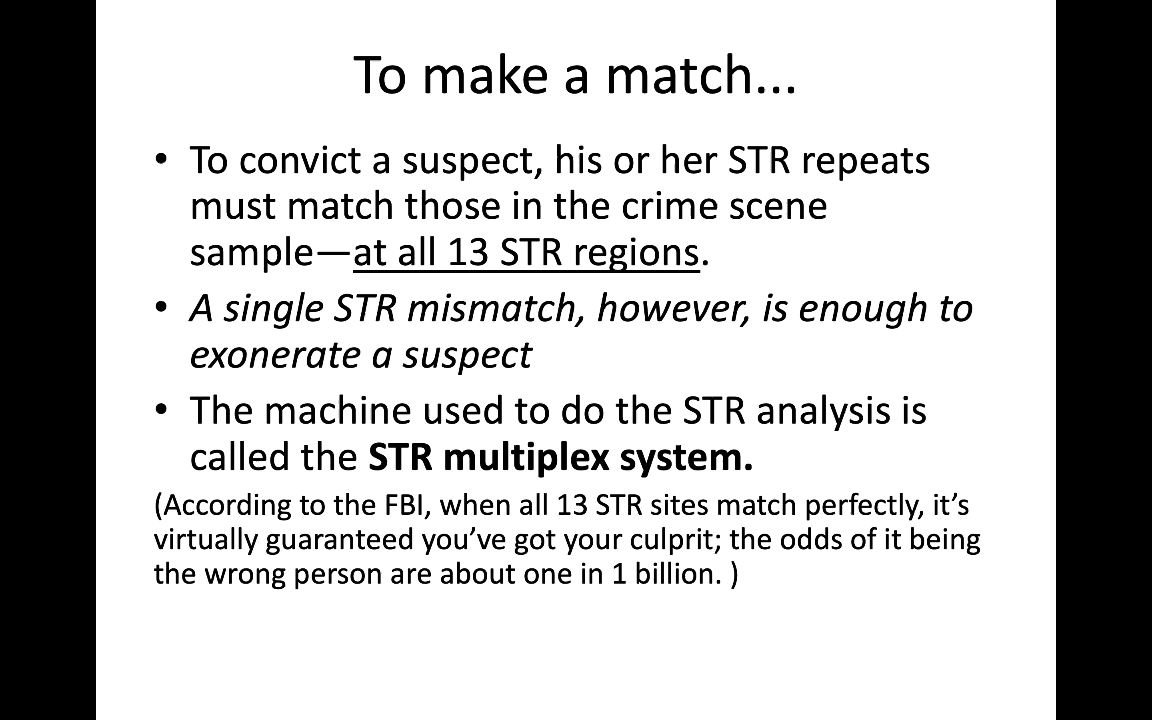 To make a match...
• To convict a suspect, his or her STR repeats
must match those in the crime scene
sample—at all 13 STR regions.
• A single STR mismatch, however, is enough to
exonerate a suspect
• The machine used to do the STR analysis is
called the STR multiplex system.
(According to the FBI, when all 13 STR sites match perfectly, it’s
virtually guaranteed you’ve got your culprit; the odds of it being
the wrong person are about one in 1 billion. )